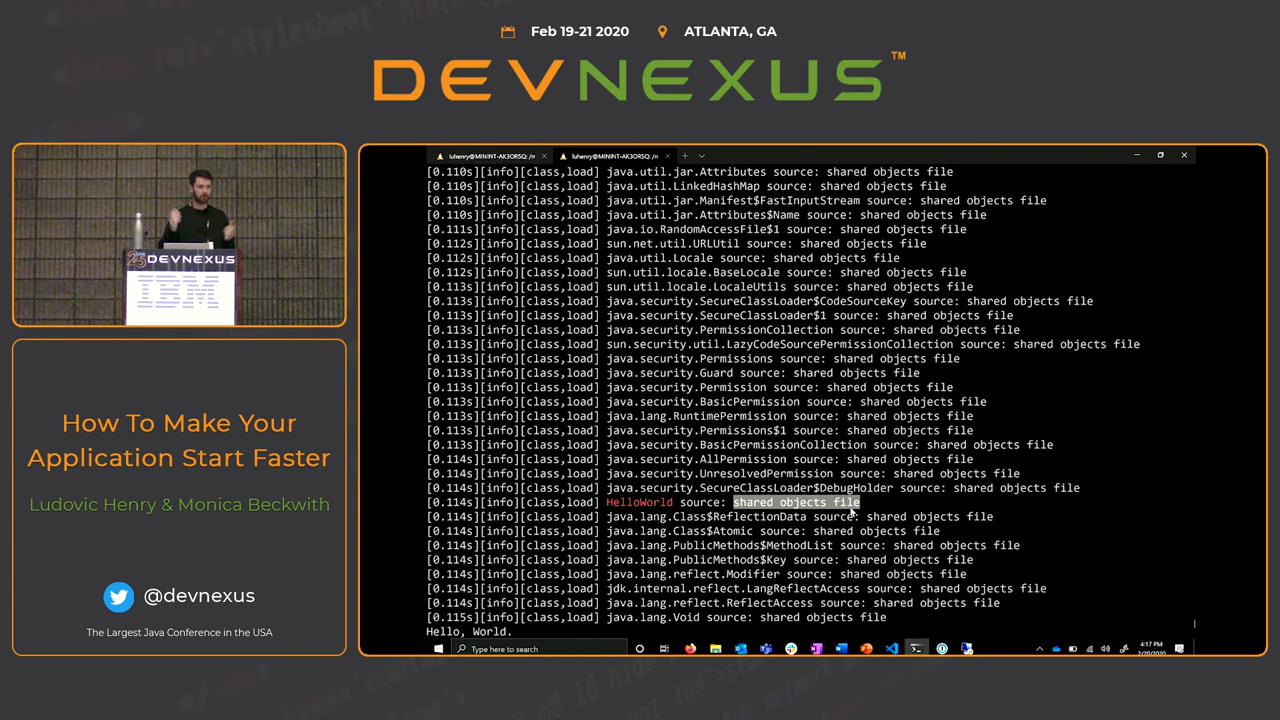 Feb 19-21 2020
ATLANTA, GA
DEVNEXUS™
DEVNEXUS
How To Make Your
Application Start Faster
Ludovic Henry & Monica Beckwith
@devnexus
The Largest Java Conference in the USA
luhenry@MININT-AK3ORSQ: /r
luhenry@MININT-AK3ORSQ: /r
[0.110s][info][class,load] java.util.jar.Attributes source: shared objects file
[0.110s][info][class,load] java.util.LinkedHashMap source: shared objects file
[0.110s][info][class,load] java.util.jar.Manifest$FastInputStream source: shared objects file
[0.110s][info][class,load] java.util.jar.Attributes$Name source: shared objects file
[0.111s][info][class,load] java.io.RandomAccessFile$1 source: shared objects file
[0.112s][info][class,load] sun.net.util.URLUtil source: shared objects file
[0.112s][info][class,load] java.util.Locale source: shared objects file
[0.112s][info][class,load] sun.util.locale.BaseLocale source: shared objects file
[0.112s][info][class,load] sun.util.locale.LocaleUtils source: shared objects file
[0.113s][info][class,load] java.security.SecureClassLoader$CodeSourceKey source: shared objects file
[0.113s][info][class,load] java.security.SecureClassLoader$1 source: shared objects file
[0.113s][info][class,load] java.security.PermissionCollection source: shared objects file
[0.113s][info][class,load] sun.security.util.LazyCodeSourcePermissionCollection source: shared objects file
[0.113s][info][class,load] java.security.Permissions source: shared objects file
[0.113s][info][class,load] java.security.Guard source: shared objects file
[0.113s][info][class,load] java.security.Permission source: shared objects file
[0.113s][info][class,load] java.security.BasicPermission source: shared objects file
[0.113s][info][class,load] java.lang.RuntimePermission source: shared objects file
[0.113s][info][class,load] java.security.Permissions$1 source: shared objects file
[0.113s][info][class,load] java.security.BasicPermissionCollection source: shared objects file
[0.114s][info][class,load] java.security.AllPermission source: shared objects file
[0.114s][info][class,load] java.security.UnresolvedPermission source: shared objects file
[0.114s][info][class,load] java.security.SecureClassLoader$DebugHolder source: shared objects file
[0.114s][info][class,load] HelloWorld source: shared objects file
[0.114s][info][class,load] java.lang.Class$ReflectionData source: shared objects file
[0.114s][info][class,load] java.lang.Class$Atomic source: shared objects file
[0.114s][info][class,load] java.lang.PublicMethods$MethodList source: shared objects file
[0.114s][info][class,load] java.lang.PublicMethods$Key source: shared objects file
[0.114s][info][class,load] java.lang.reflect.Modifier source: shared objects file
[0.114s][info][class,load] jdk.internal.reflect.LangReflectAccess source: shared objects file
[0.114s][info][class,load] java.lang.reflect.ReflectAccess source: shared objects file
[0.115s][info][class,load] java.lang.Void source: shared objects file
Hello, World.
Type here to search
4:17 PM
2/20/2020